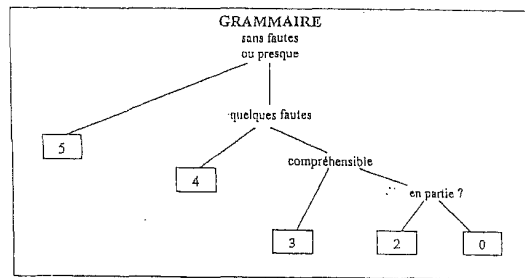 GRAMMAIRE
sans fautes
ou presque
quelques fautes
5
compréhensible
4
en partie ?
3
2
0